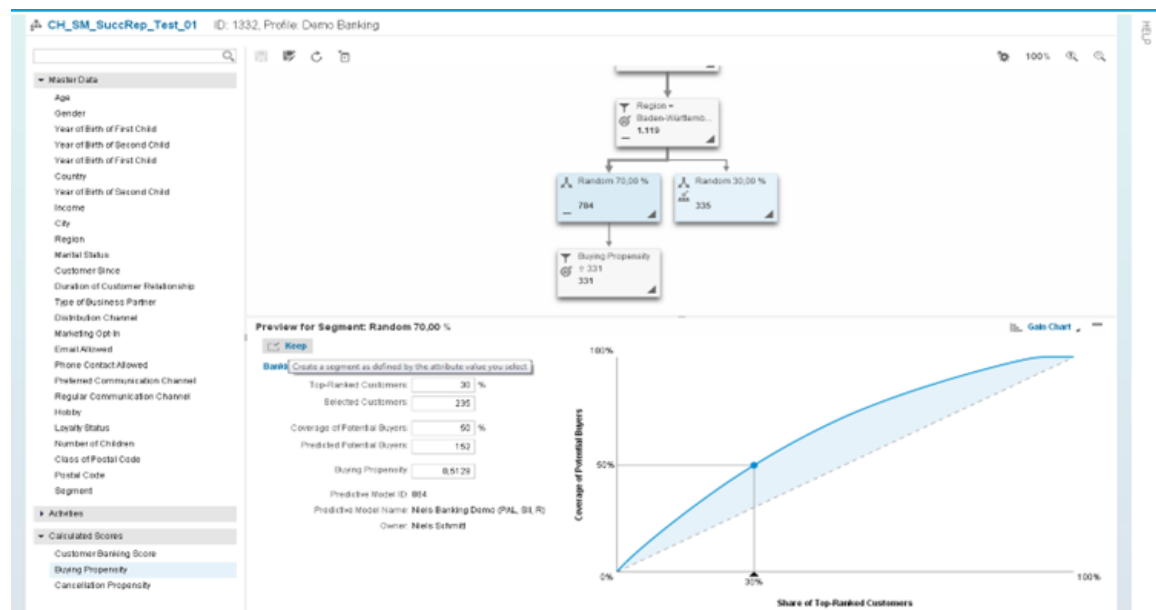 CH_SM_SuccRep_Test_01 ID: 1332, Profile: Demo Banking
HELP
100%
Master Data
Age
Gender
Year of Birth of First Child
Year of Birth of Second Child
Year of Birth of First Child
Country
Year of Birth of Second Child
Income
City
Region
Marital Status
Customer Since
Duration of Customer Relationship
Type of Business Partner
Distribution Channel
Marketing Opt-In
Email Allowed
Phone Contact Allowed
Preferred Communication Channel
Regular Communication Channel
Hobby
Loyalty Status
Number of Children
Class of Postal Code
Postal Code
Segment
Activities
Calculated Scores
Customer Banking Score
Buying Propensity
Cancellation Propensity
Region =
Baden-Württemb...
1.119
Random 70,00 %
784
Random 30,00 %
335
Buying Propensity
331
331
Preview for Segment: Random 70,00 %
Gain Chart
Keep
Banki
Create a segment as defined by the attribute value you select
Top-Ranked Customers: 30 %
Selected Customers: 235
Coverage of Potential Buyers: 50 %
Predicted Potential Buyers: 152
Buying Propensity: 0,5129
Predictive Model ID: 864
Predictive Model Name: Niels Banking Demo (PAL, SII, R)
Owner: Niels Schmitt
100%
50%
0%
30%
100%
Coverage of Potential Buyers
Share of Top-Ranked Customers